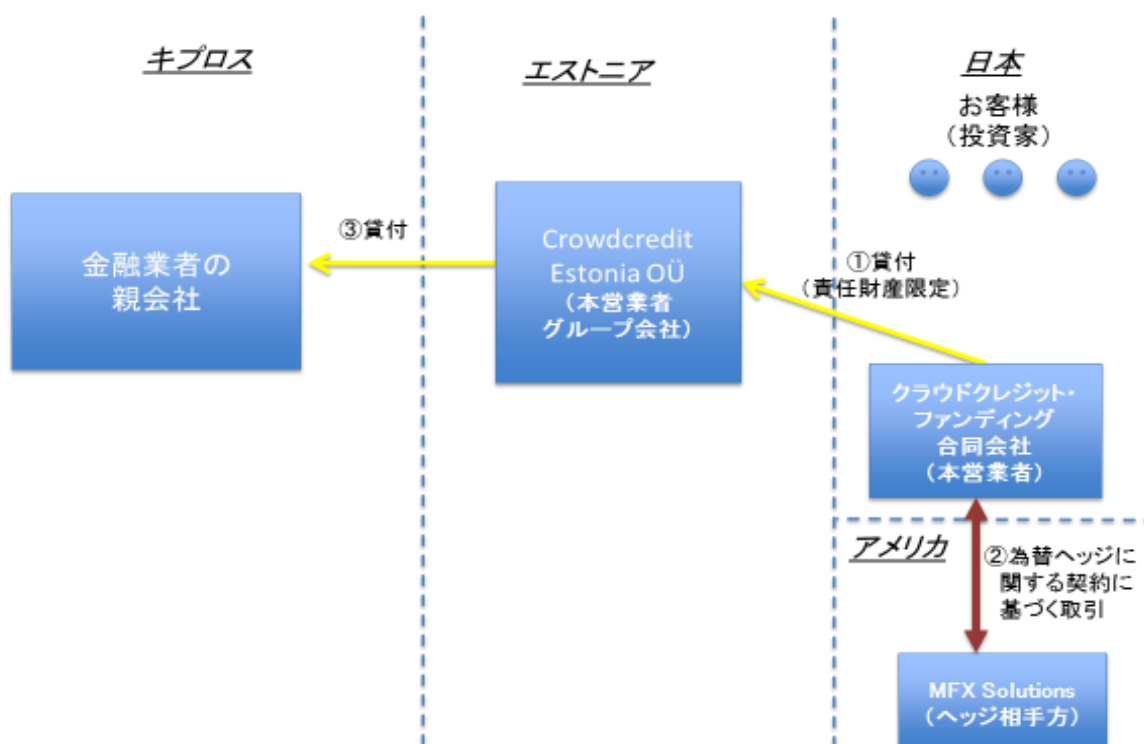 キプロス
エストニア
日本
お客様
（投資家）
金融業者の
親会社
③貸付
Crowdcredit
Estonia OÜ
（本営業者
グループ会社）
①貸付
（責任財産限定）
クラウドクレジット・
ファンディング
合同会社
（本営業者）
アメリカ
②為替ヘッジに
関する契約に
基づく取引
MFX Solutions
（ヘッジ相手方）